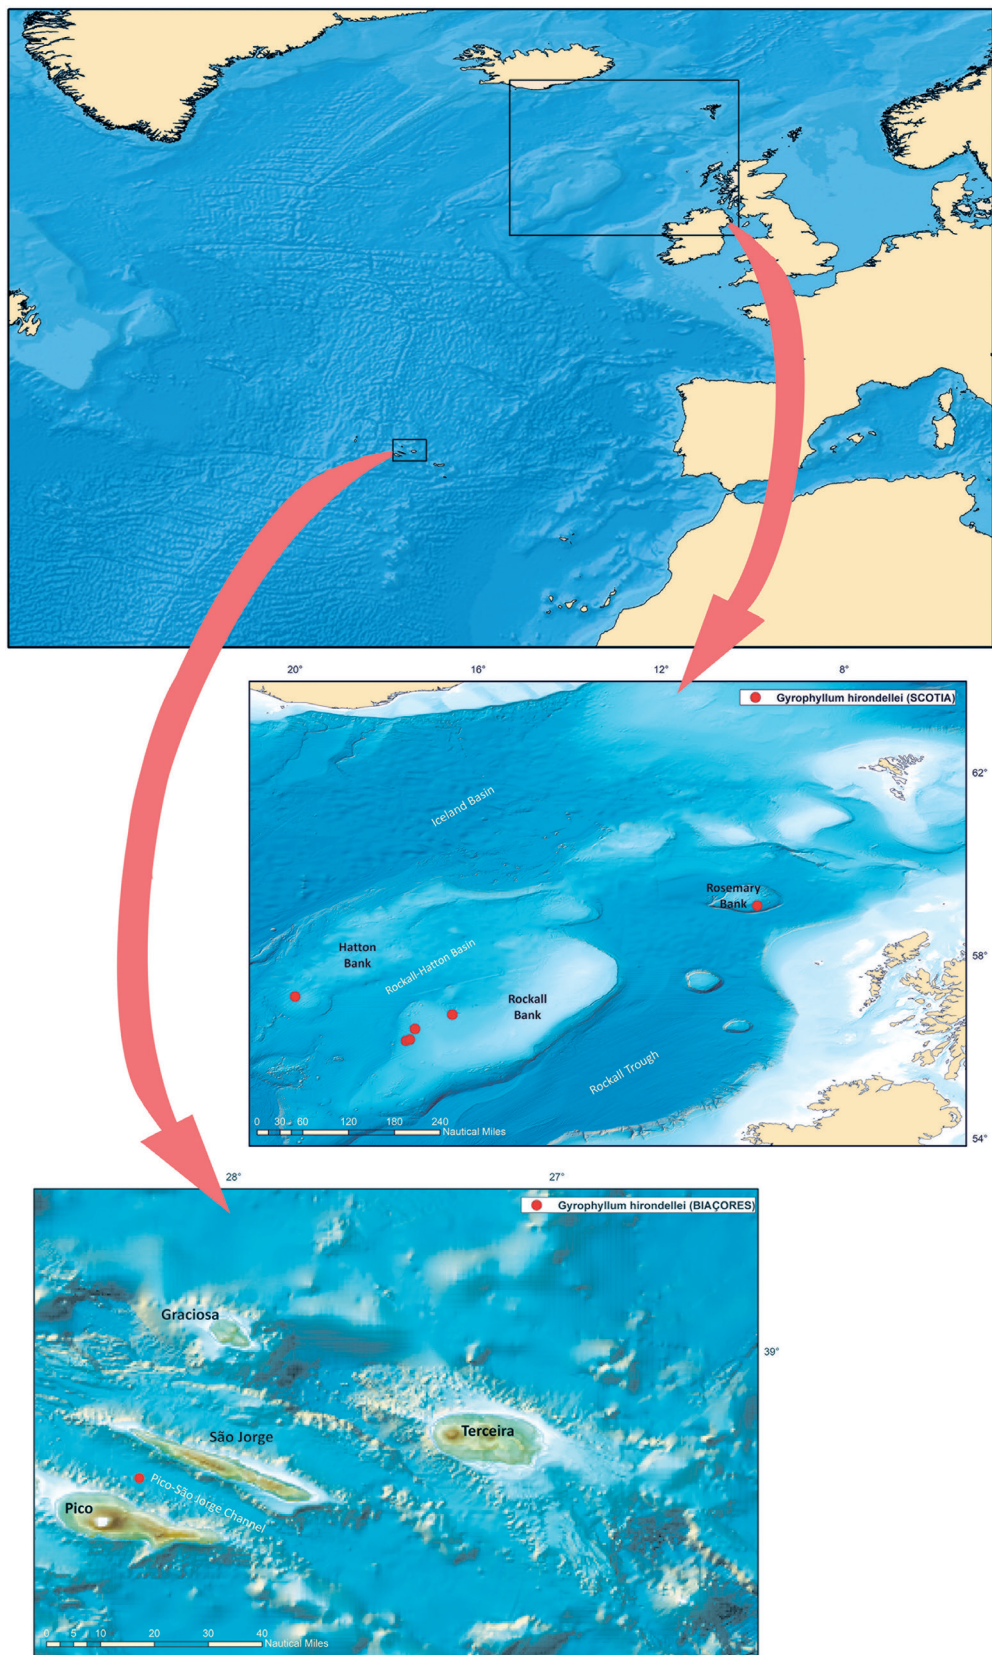 20° 16° 12° 8°
Gyrophyllum hirondellei (SCOTIA)
62°
Iceland Basin
Rosemary
Bank
Hatton
Bank
Rockall-Hatton Basin
58°
Rockall
Bank
Rockall Trough
0 30 60 120 180 240
Nautical Miles
54°
28° 27°
Gyrophyllum hirondellei (BIAÇORES)
Graciosa
39°
Terceira
São Jorge
Pico-São Jorge Channel
Pico
0 5 10 20 30 40
Nautical Miles